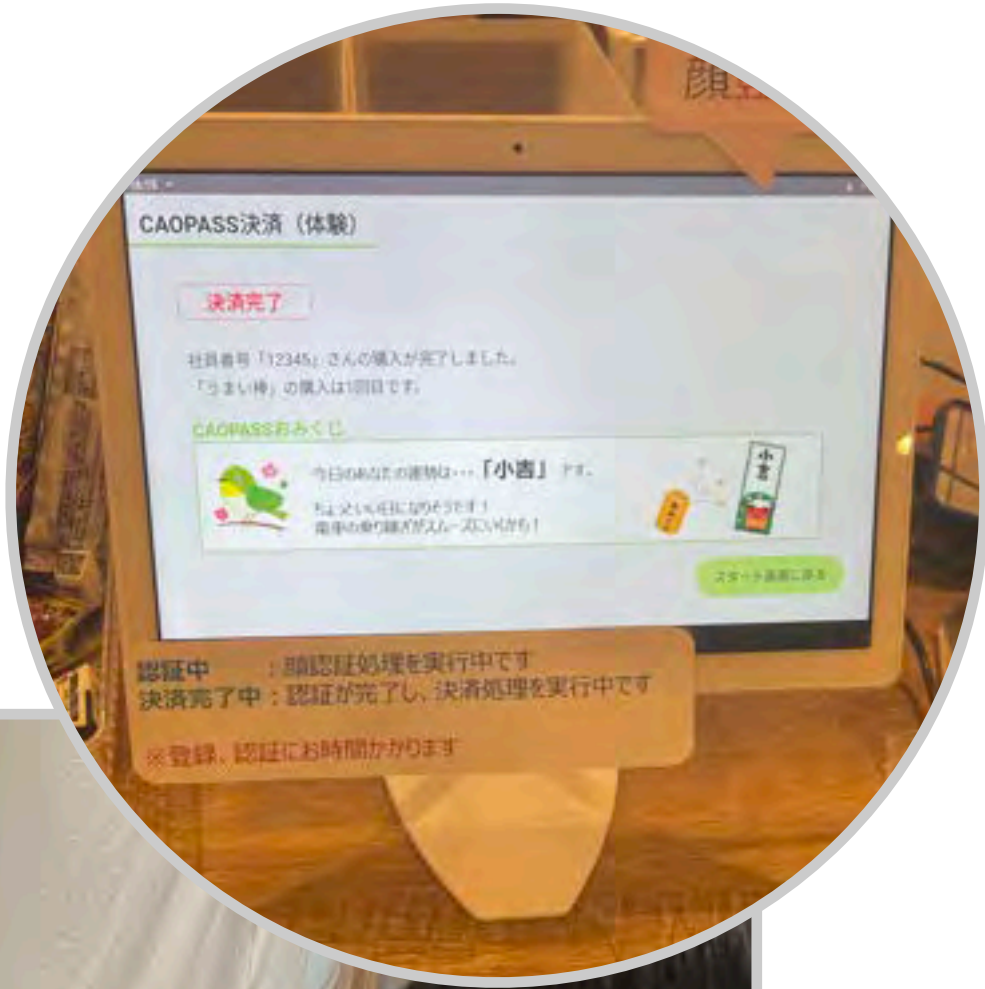 顔
CAOPASS決済（体験）
決済完了
社員番号「12345」さんの購入が完了しました。
「うまい棒」の購入は1回目です。
CAOPASSおみくじ
今日のあなたの運勢は・・・「小吉」です。
小吉
ちょっといい日になりそうです！
電車の乗り継ぎがスムーズにいくかも！
スタート画面に戻る
認証中　：顔認証処理を実行中です
決済完了中：認証が完了し、決済処理を実行中です
※登録、認証にお時間かかります